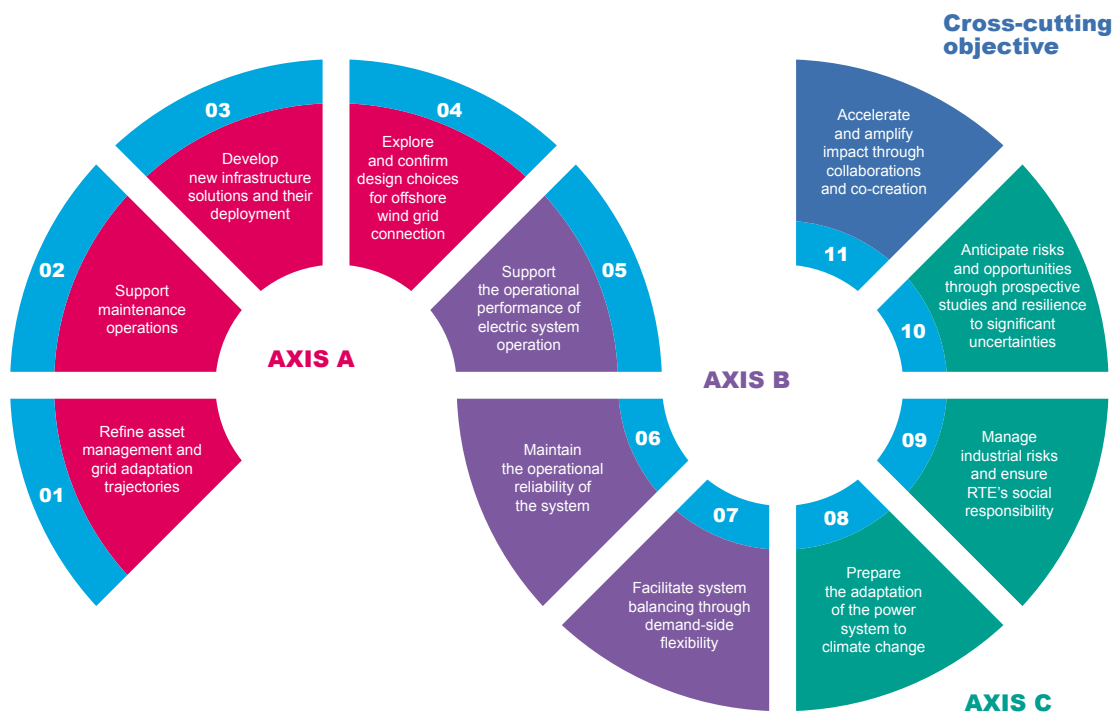 Cross-cutting
objective
01
Refine asset
management and
grid adaptation
trajectories
02
Support
maintenance
operations
03
Develop
new infrastructure
solutions and their
deployment
04
Explore
and confirm
design choices
for offshore
wind grid
connection
AXIS A
05
Support
the operational
performance of
electric system
operation
AXIS B
06
Maintain
the operational
reliability of
the system
07
Facilitate system
balancing through
demand-side
flexibility
08
Prepare
the adaptation
of the power
system to
climate change
09
Manage
industrial risks
and ensure
RTE's social
responsibility
10
Anticipate risks
and opportunities
through prospective
studies and resilience
to significant
uncertainties
11
Accelerate
and amplify
impact through
collaborations
and co-creation
AXIS C